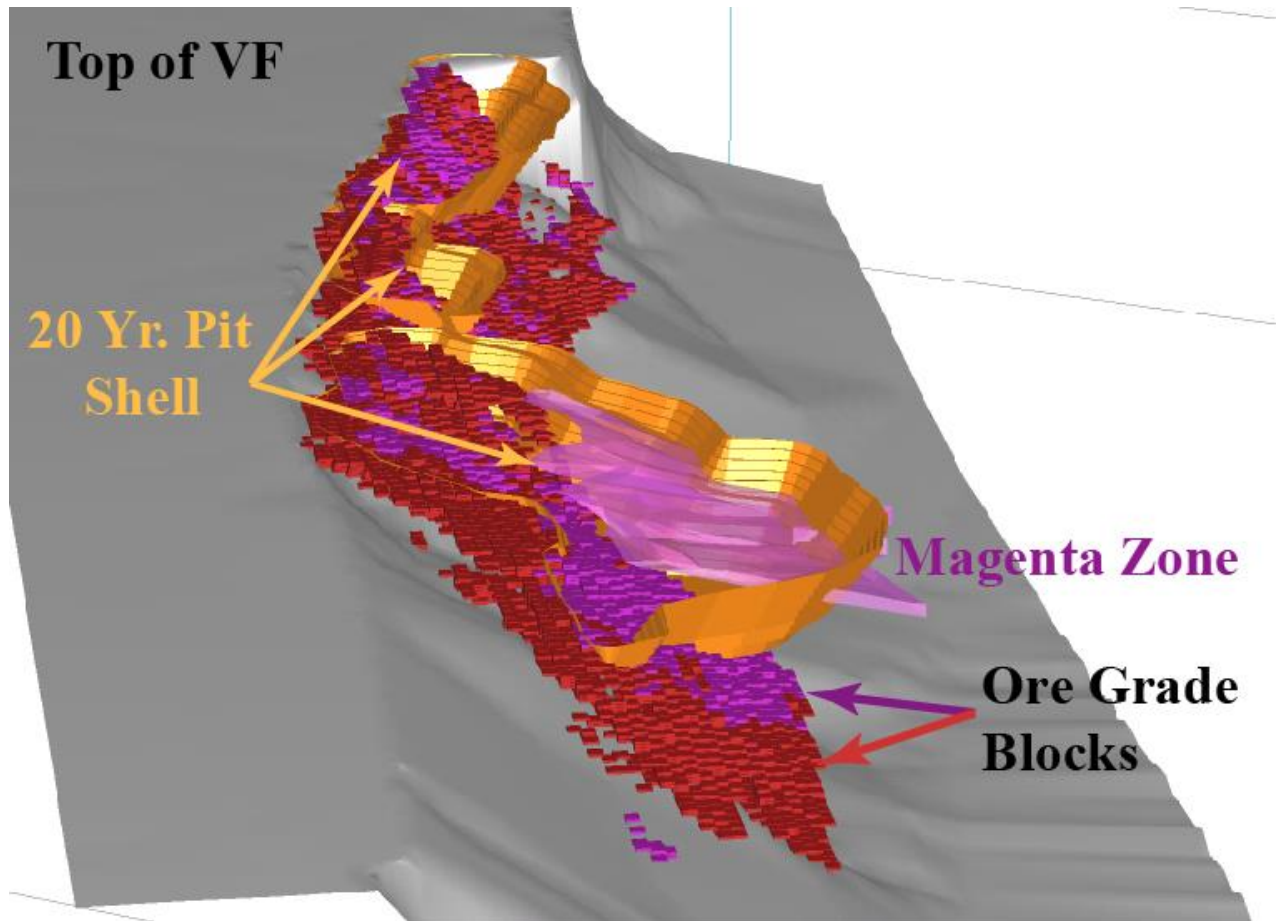 Top of VF
20 Yr. Pit
Shell
Magenta Zone
Ore Grade
Blocks